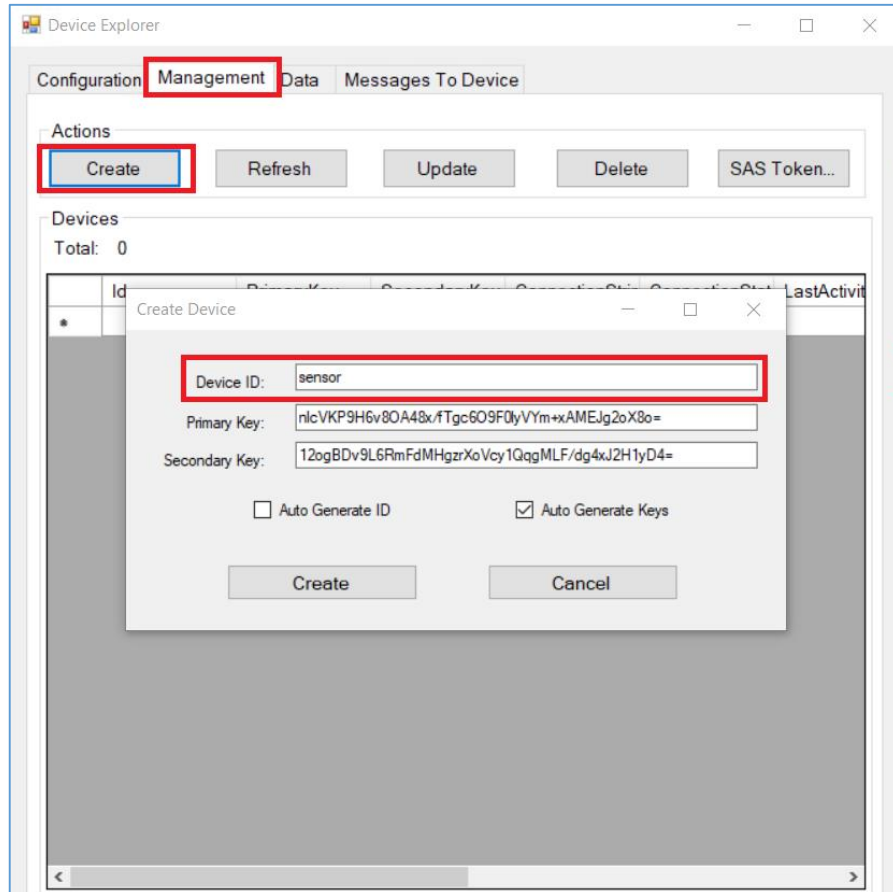 Device Explorer
Configuration Management Data Messages To Device
Actions
Create Refresh Update Delete SAS Token...
Devices
Total: 0
Id LastActivit
Create Device
Device ID: sensor
Primary Key: nlcVKP9H6v8OA48x/fTgc6O9F0lyVYm+xAMEJg2oX8o=
Secondary Key: 12ogBDv9L6RmFdMHgzrXoVcy1QqgMLF/dg4xJ2H1yD4=
Auto Generate ID Auto Generate Keys
Create Cancel